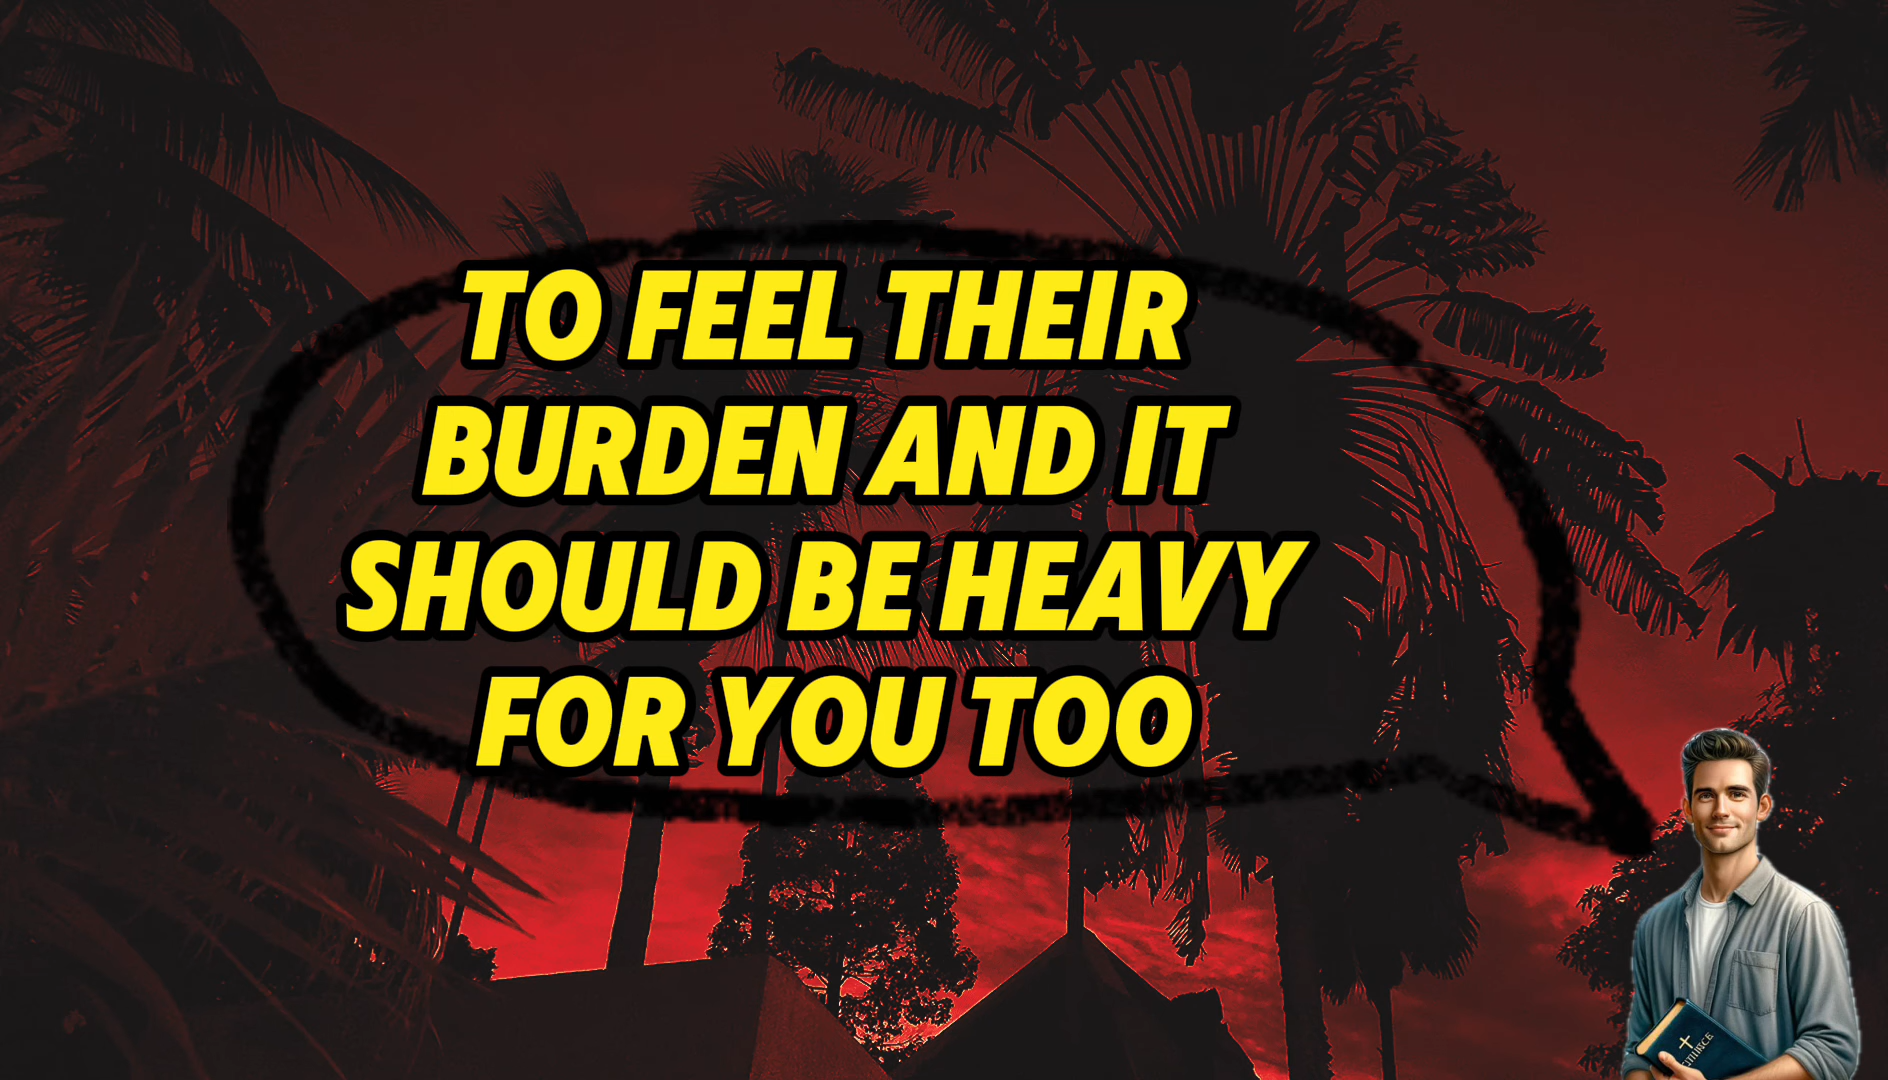 TO FEEL THEIR
BURDEN AND IT
SHOULD BE HEAVY
FOR YOU TOO